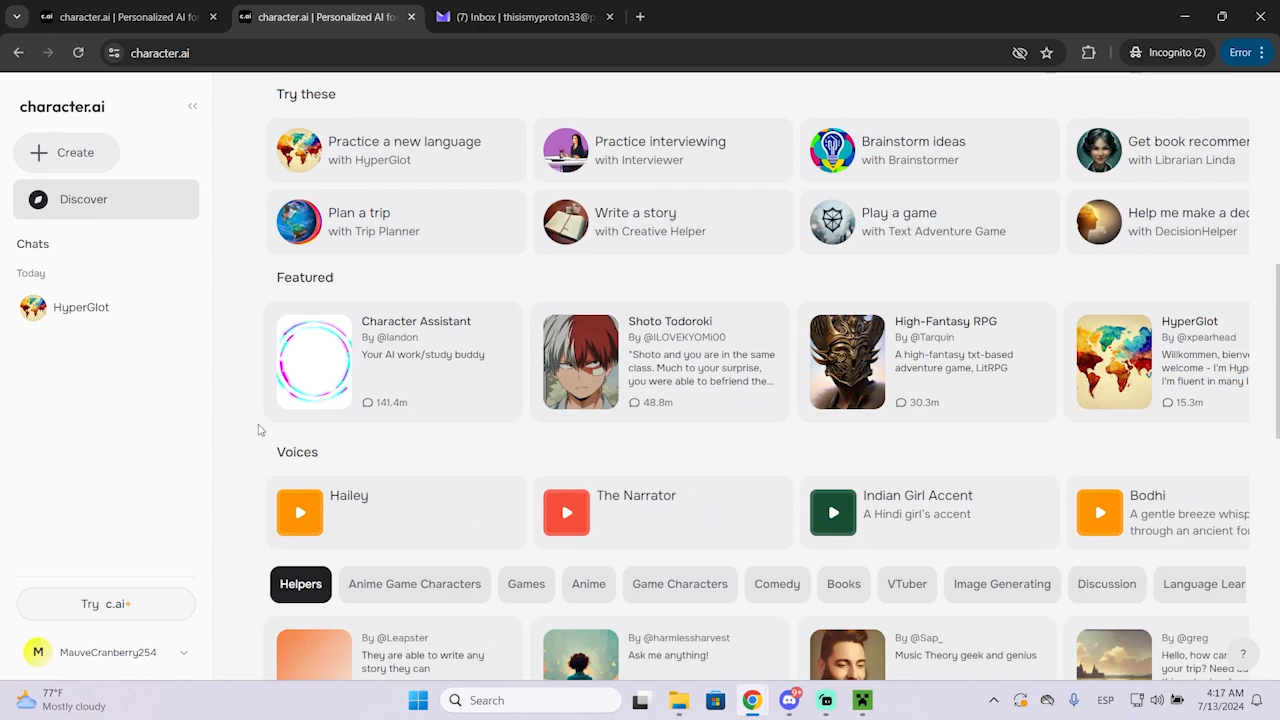 character.ai | Personalized AI fo
character.ai | Personalized AI fo
(7) Inbox | thisismyproton33@p
character.ai
Incognito (2)
Error
character.ai
Create
Discover
Chats
Today
HyperGlot
Try c.ai+
M
MauveCranberry254
Try these
Practice a new language
with HyperGlot
Practice interviewing
with Interviewer
Brainstorm ideas
with Brainstormer
Get book recommer
with Librarian Linda
Plan a trip
with Trip Planner
Write a story
with Creative Helper
Play a game
with Text Adventure Game
Help me make a dec
with DecisionHelper
Featured
Character Assistant
By @landon
Your AI work/study buddy
141.4m
Shoto Todoroki
By @ILOVEKYOMI00
*Shoto and you are in the same
class. Much to your surprise,
you were able to befriend the...
48.8m
High-Fantasy RPG
By @Tarquin
A high-fantasy txt-based
adventure game, LitRPG
30.3m
HyperGlot
By @xpearhead
Willkommen, bienve
welcome - I'm Hype
I'm fluent in many l
15.3m
Voices
Hailey
The Narrator
Indian Girl Accent
A Hindi girl's accent
Bodhi
A gentle breeze whisp
through an ancient for
Helpers
Anime Game Characters
Games
Anime
Game Characters
Comedy
Books
VTuber
Image Generating
Discussion
Language Lear
By @Leapster
They are able to write any
story they can
By @harmlessharvest
Ask me anything!
By @Sap_
Music Theory geek and genius
By @greg
Hello, how can
your trip? Need
?
77°F
Mostly cloudy
Search
9+
ESP
4:17 AM
7/13/2024